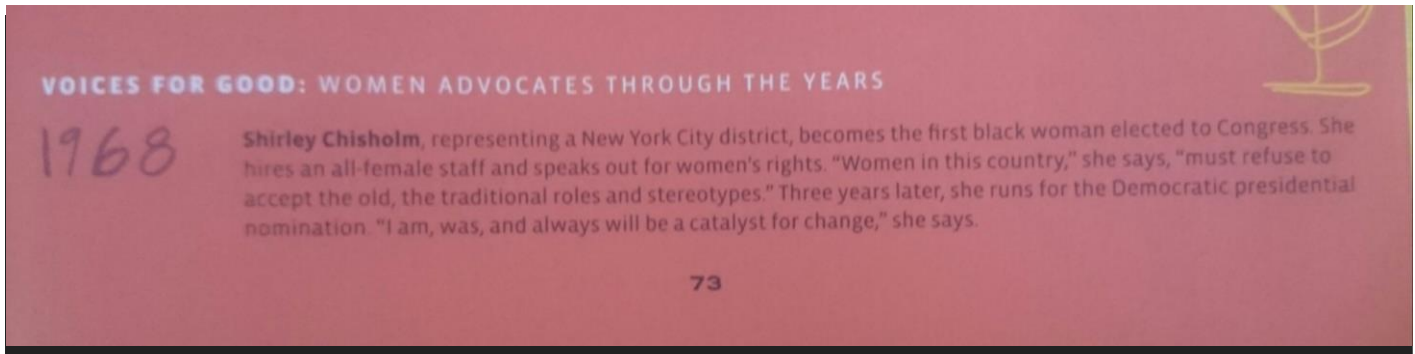 VOICES FOR GOOD: WOMEN ADVOCATES THROUGH THE YEARS
1968
Shirley Chisholm, representing a New York City district, becomes the first black woman elected to Congress. She
hires an all-female staff and speaks out for women's rights. "Women in this country," she says, "must refuse to
accept the old, the traditional roles and stereotypes." Three years later, she runs for the Democratic presidential
nomination. "I am, was, and always will be a catalyst for change," she says.
73